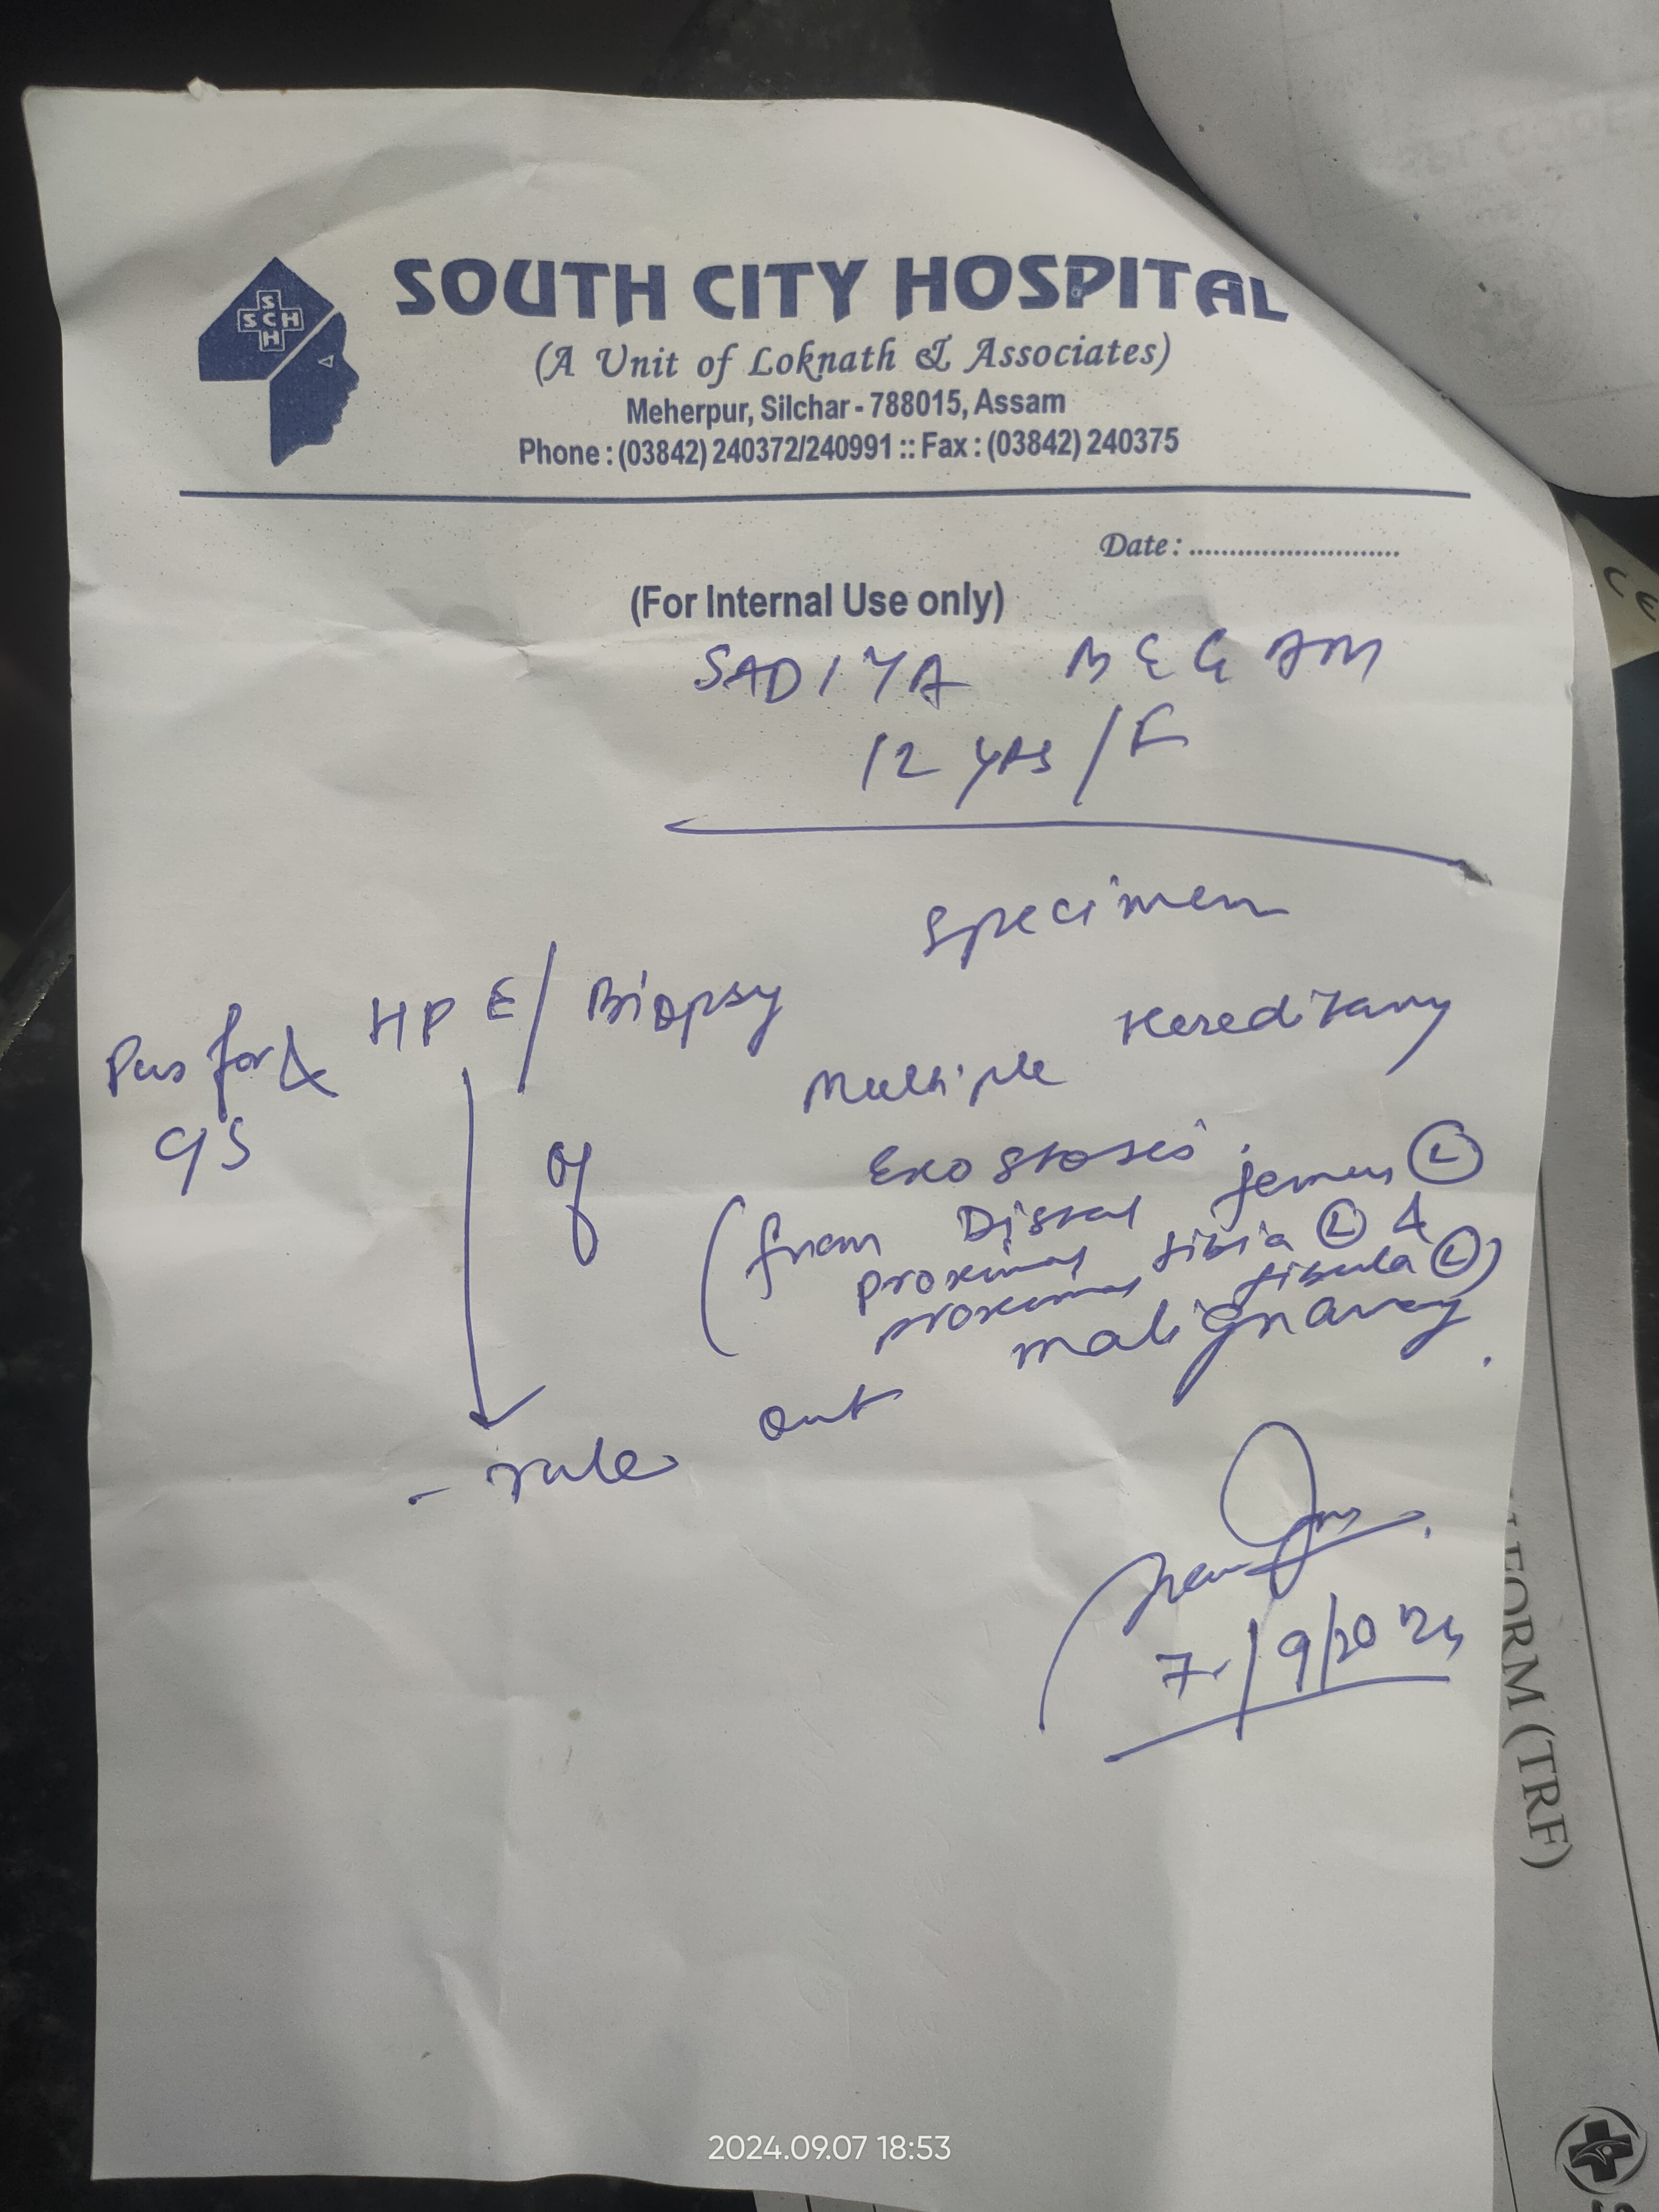 SOUTH CITY HOSPITAL
S
SCH
H
(A Unit of Loknath & Associates)
Meherpur, Silchar - 788015, Assam
Phone : (03842) 240372/240991 :: Fax : (03842) 240375
Date : ............................
(For Internal Use only)
SADIYA BEGAM
12 yrs / F
Specimen
Pus for & HPE / Biopsy
of Multiple Hereditary
Exostosis
(from Distal femur (L)
proximal tibia (L) &
proximal fibula (L))
- rule out malignancy.
7/9/2024
FORM (TRF)
2024.09.07 18:53